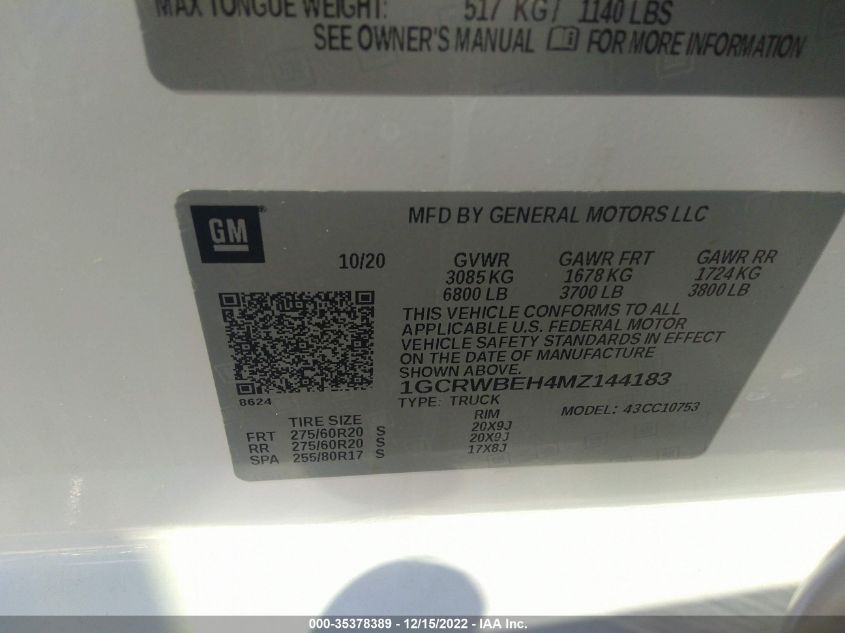 MAX TONGUE WEIGHT: 517 KG / 1140 LBS
SEE OWNER'S MANUAL FOR MORE INFORMATION
GM ®
MFD BY GENERAL MOTORS LLC
10/20 GVWR GAWR FRT GAWR RR
3085 KG 1678 KG 1724 KG
6800 LB 3700 LB 3800 LB
THIS VEHICLE CONFORMS TO ALL
APPLICABLE U.S. FEDERAL MOTOR
VEHICLE SAFETY STANDARDS IN EFFECT
ON THE DATE OF MANUFACTURE
SHOWN ABOVE.
1GCRWBEH4MZ144183
8624
TYPE: TRUCK MODEL: 43CC10753
TIRE SIZE RIM
FRT 275/60R20 S 20X9J
RR 275/60R20 S 20X9J
SPA 255/80R17 S 17X8J
000-35378389 - 12/15/2022 - IAA Inc.